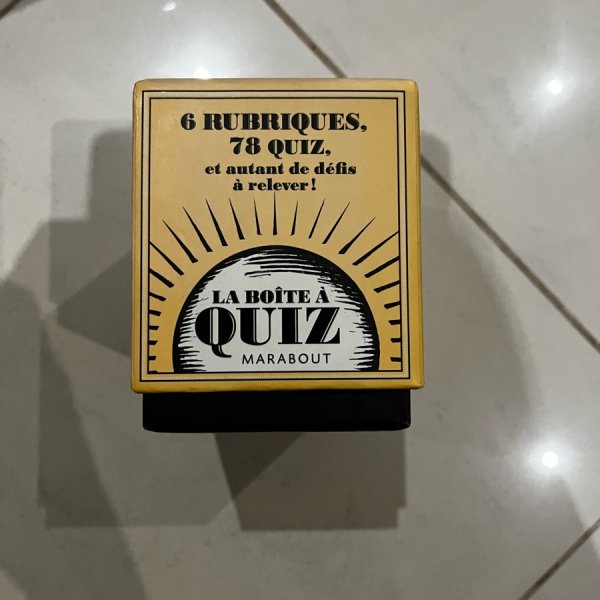 6 RUBRIQUES,
78 QUIZ,
et autant de défis
à relever !
LA BOÎTE À
QUIZ
MARABOUT